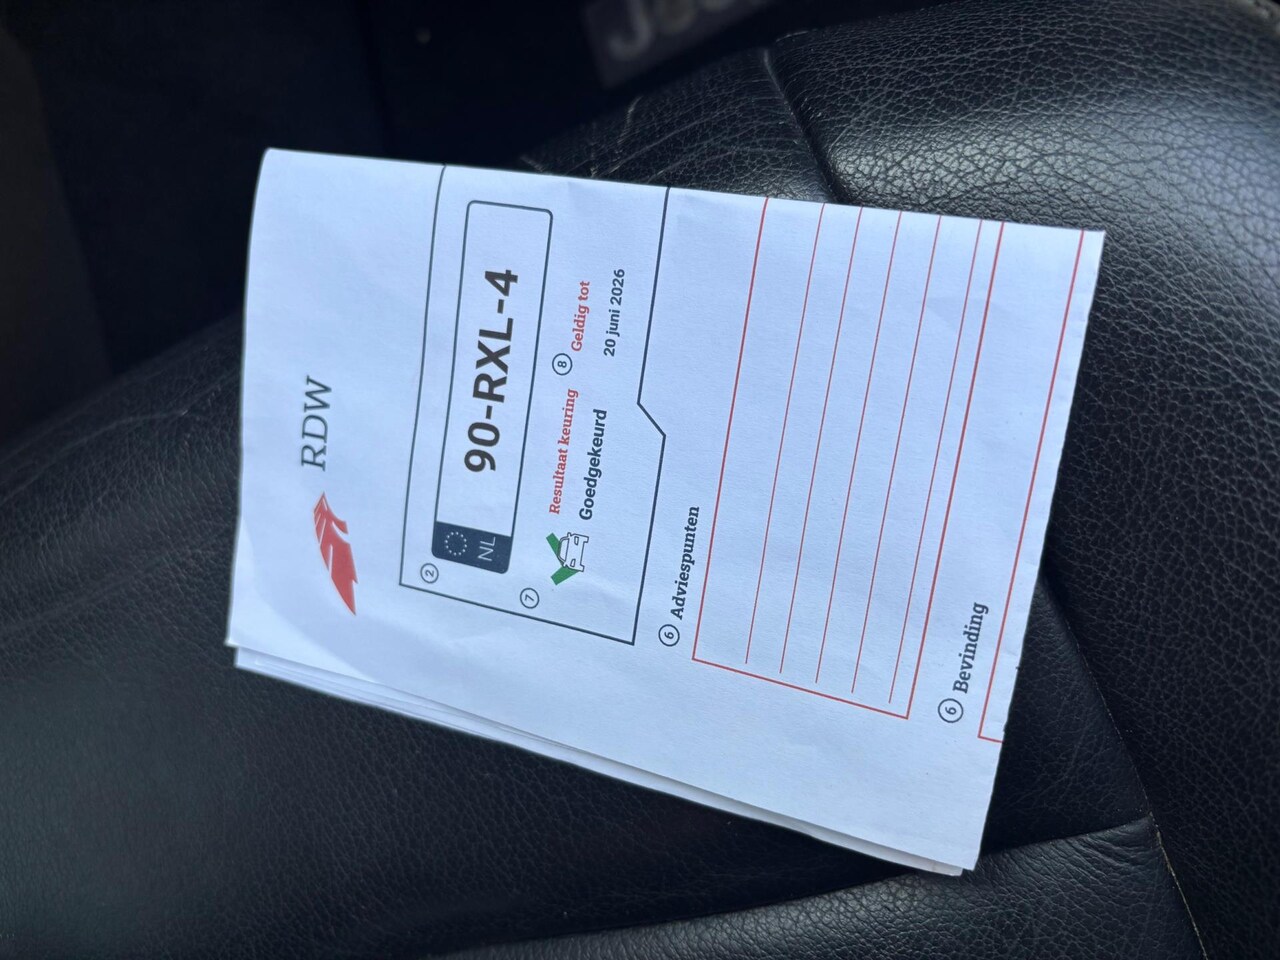 RDW
2
NL 90-RXL-4
7 Resultaat keuring
Goedgekeurd
8 Geldig tot
20 juni 2026
6 Adviespunten
6 Bevinding